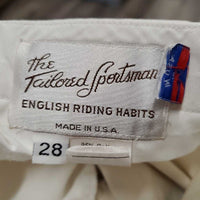 The
Tailored Sportsman
ENGLISH RIDING HABITS
MADE IN U.S.A.
28